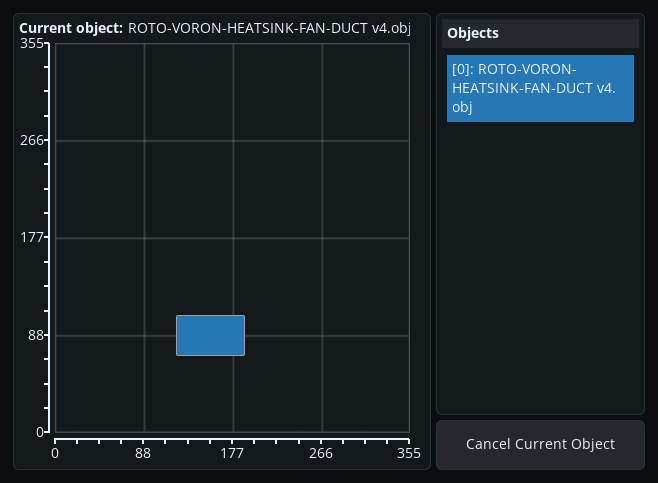 Current object: ROTO-VORON-HEATSINK-FAN-DUCT v4.obj
355
266
177
88
0
0 88 177 266 355
Objects
[0]: ROTO-VORON-
HEATSINK-FAN-DUCT v4.
obj
Cancel Current Object